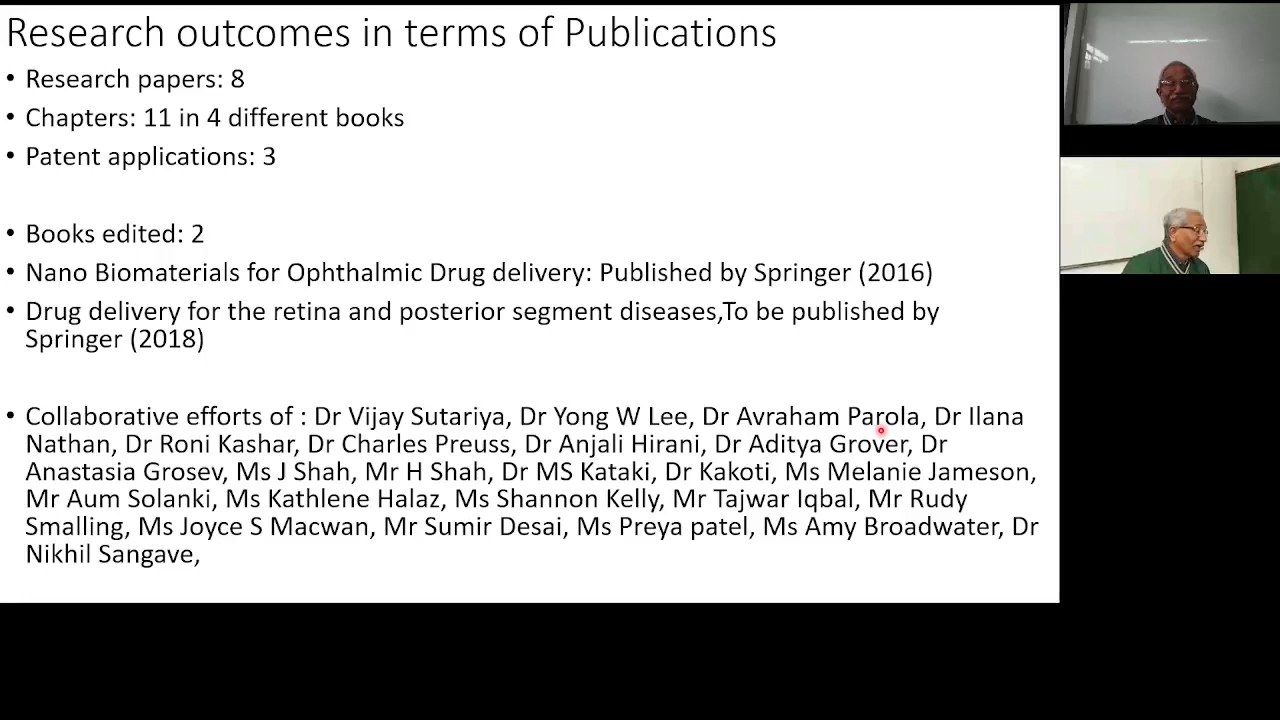 Research outcomes in terms of Publications
• Research papers: 8
• Chapters: 11 in 4 different books
• Patent applications: 3
• Books edited: 2
• Nano Biomaterials for Ophthalmic Drug delivery: Published by Springer (2016)
• Drug delivery for the retina and posterior segment diseases,To be published by
Springer (2018)
• Collaborative efforts of : Dr Vijay Sutariya, Dr Yong W Lee, Dr Avraham Parola, Dr Ilana
Nathan, Dr Roni Kashar, Dr Charles Preuss, Dr Anjali Hirani, Dr Aditya Grover, Dr
Anastasia Grosev, Ms J Shah, Mr H Shah, Dr MS Kataki, Dr Kakoti, Ms Melanie Jameson,
Mr Aum Solanki, Ms Kathlene Halaz, Ms Shannon Kelly, Mr Tajwar Iqbal, Mr Rudy
Smalling, Ms Joyce S Macwan, Mr Sumir Desai, Ms Preya patel, Ms Amy Broadwater, Dr
Nikhil Sangave,